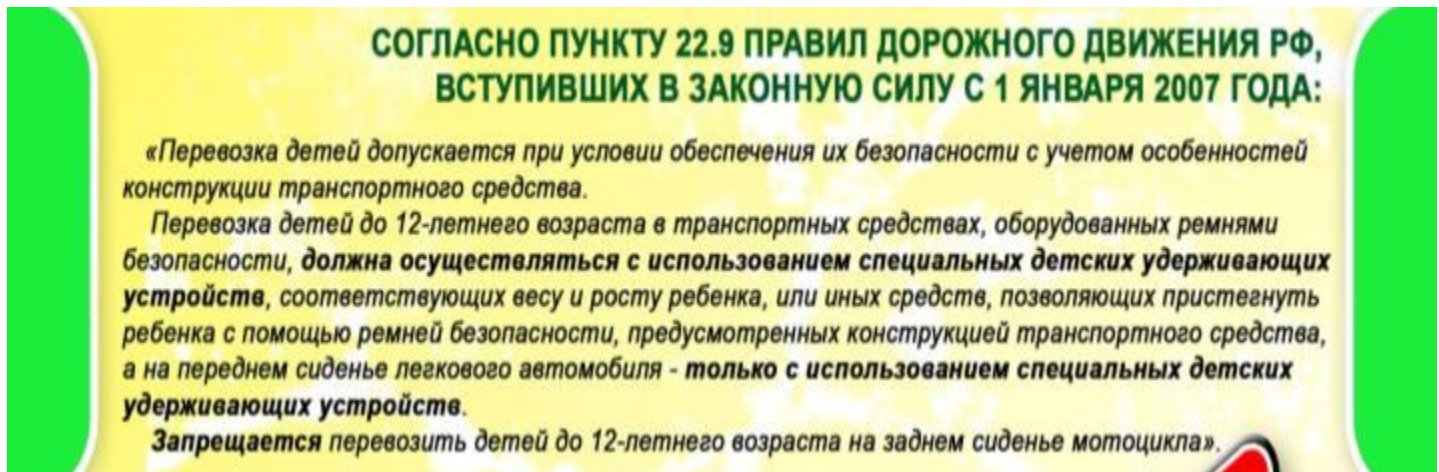 СОГЛАСНО ПУНКТУ 22.9 ПРАВИЛ ДОРОЖНОГО ДВИЖЕНИЯ РФ,
ВСТУПИВШИХ В ЗАКОННУЮ СИЛУ С 1 ЯНВАРЯ 2007 ГОДА:
«Перевозка детей допускается при условии обеспечения их безопасности с учетом особенностей
конструкции транспортного средства.
Перевозка детей до 12-летнего возраста в транспортных средствах, оборудованных ремнями
безопасности, должна осуществляться с использованием специальных детских удерживающих
устройств, соответствующих весу и росту ребенка, или иных средств, позволяющих пристегнуть
ребенка с помощью ремней безопасности, предусмотренных конструкцией транспортного средства,
а на переднем сиденье легкового автомобиля - только с использованием специальных детских
удерживающих устройств.
Запрещается перевозить детей до 12-летнего возраста на заднем сиденье мотоцикла».